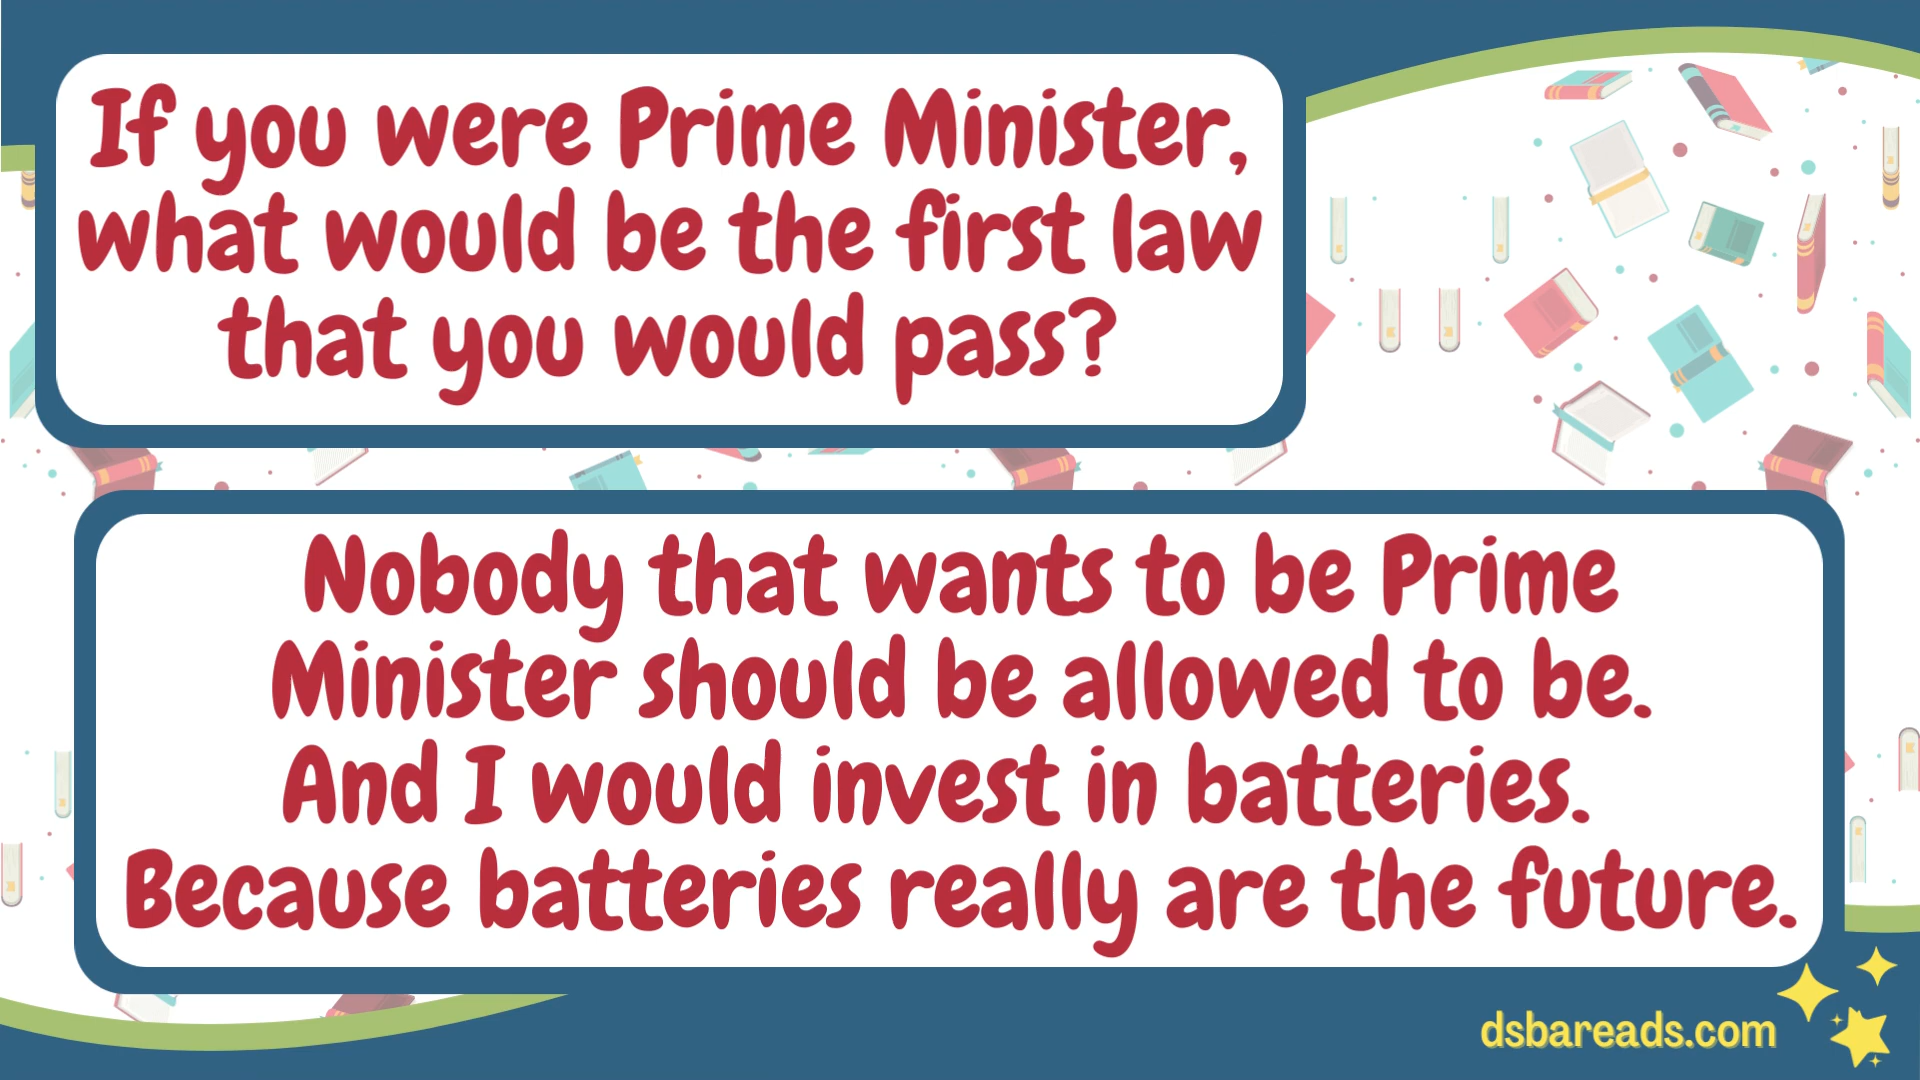 If you were Prime Minister,
what would be the first law
that you would pass?
Nobody that wants to be Prime
Minister should be allowed to be.
And I would invest in batteries.
Because batteries really are the future.
dsbareads.com